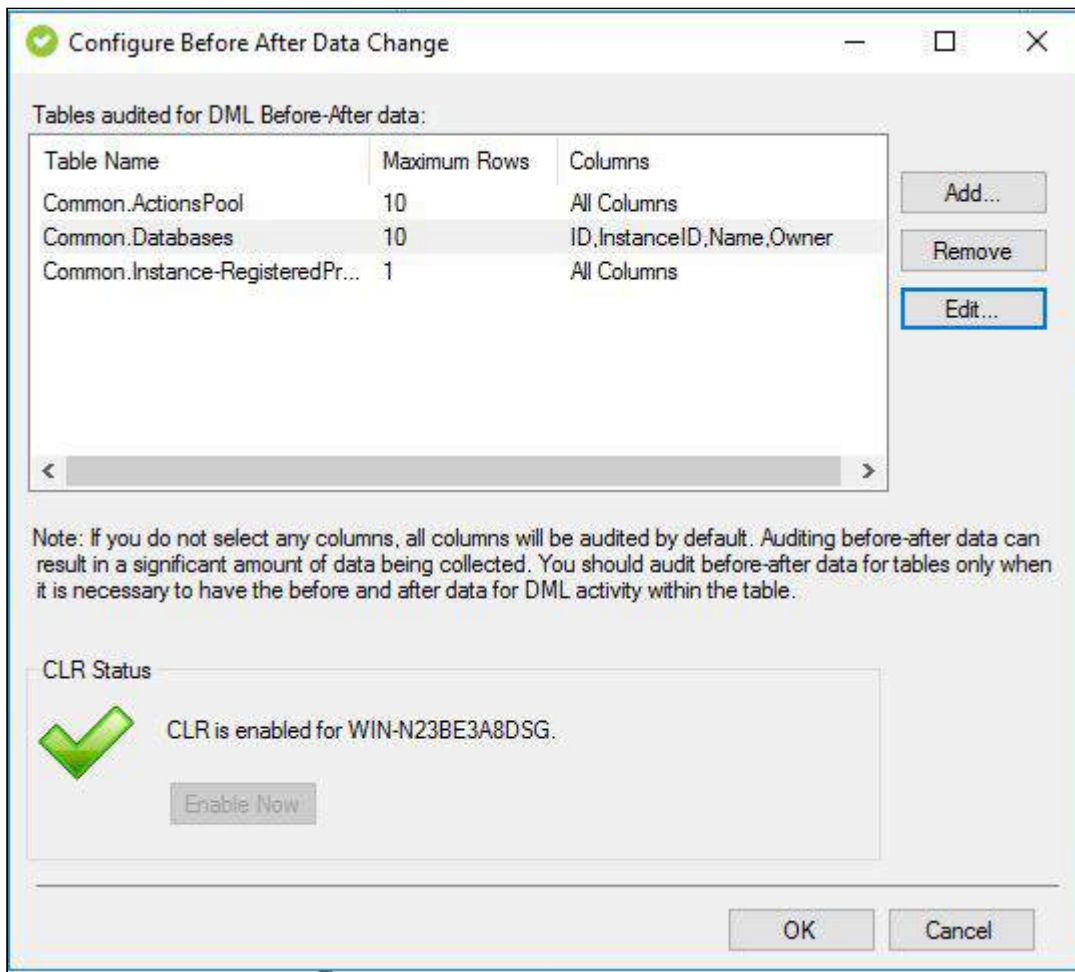 Configure Before After Data Change
Tables audited for DML Before-After data:
Table Name Maximum Rows Columns
Common.ActionsPool 10 All Columns
Common.Databases 10 ID,InstanceID,Name,Owner
Common.Instance-RegisteredPr... 1 All Columns
Add...
Remove
Edit...
Note: If you do not select any columns, all columns will be audited by default. Auditing before-after data can
result in a significant amount of data being collected. You should audit before-after data for tables only when
it is necessary to have the before and after data for DML activity within the table.
CLR Status
CLR is enabled for WIN-N23BE3A8DSG.
Enable Now
OK Cancel